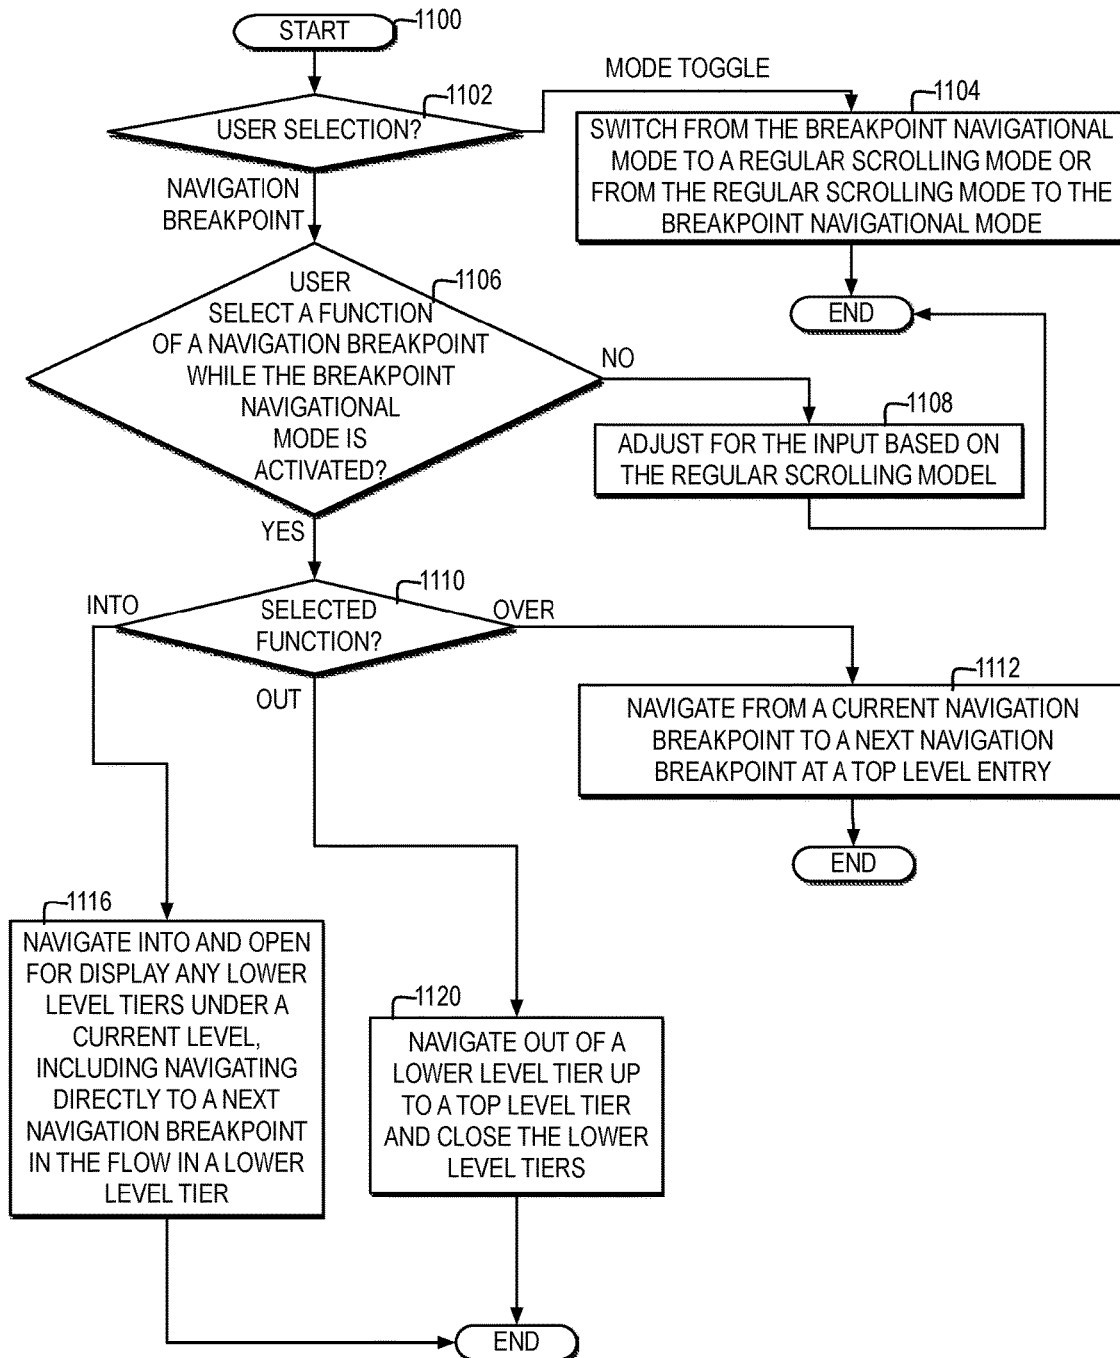 START
1100
1102
USER SELECTION?
MODE TOGGLE
1104
SWITCH FROM THE BREAKPOINT NAVIGATIONAL
MODE TO A REGULAR SCROLLING MODE OR
FROM THE REGULAR SCROLLING MODE TO THE
BREAKPOINT NAVIGATIONAL MODE
END
NAVIGATION
BREAKPOINT
1106
USER
SELECT A FUNCTION
OF A NAVIGATION BREAKPOINT
WHILE THE BREAKPOINT
NAVIGATIONAL
MODE IS
ACTIVATED?
NO
1108
ADJUST FOR THE INPUT BASED ON
THE REGULAR SCROLLING MODEL
YES
1110
SELECTED
FUNCTION?
INTO
OVER
OUT
1112
NAVIGATE FROM A CURRENT NAVIGATION
BREAKPOINT TO A NEXT NAVIGATION
BREAKPOINT AT A TOP LEVEL ENTRY
END
1116
NAVIGATE INTO AND OPEN
FOR DISPLAY ANY LOWER
LEVEL TIERS UNDER A
CURRENT LEVEL,
INCLUDING NAVIGATING
DIRECTLY TO A NEXT
NAVIGATION BREAKPOINT
IN THE FLOW IN A LOWER
LEVEL TIER
1120
NAVIGATE OUT OF A
LOWER LEVEL TIER UP
TO A TOP LEVEL TIER
AND CLOSE THE LOWER
LEVEL TIERS
END